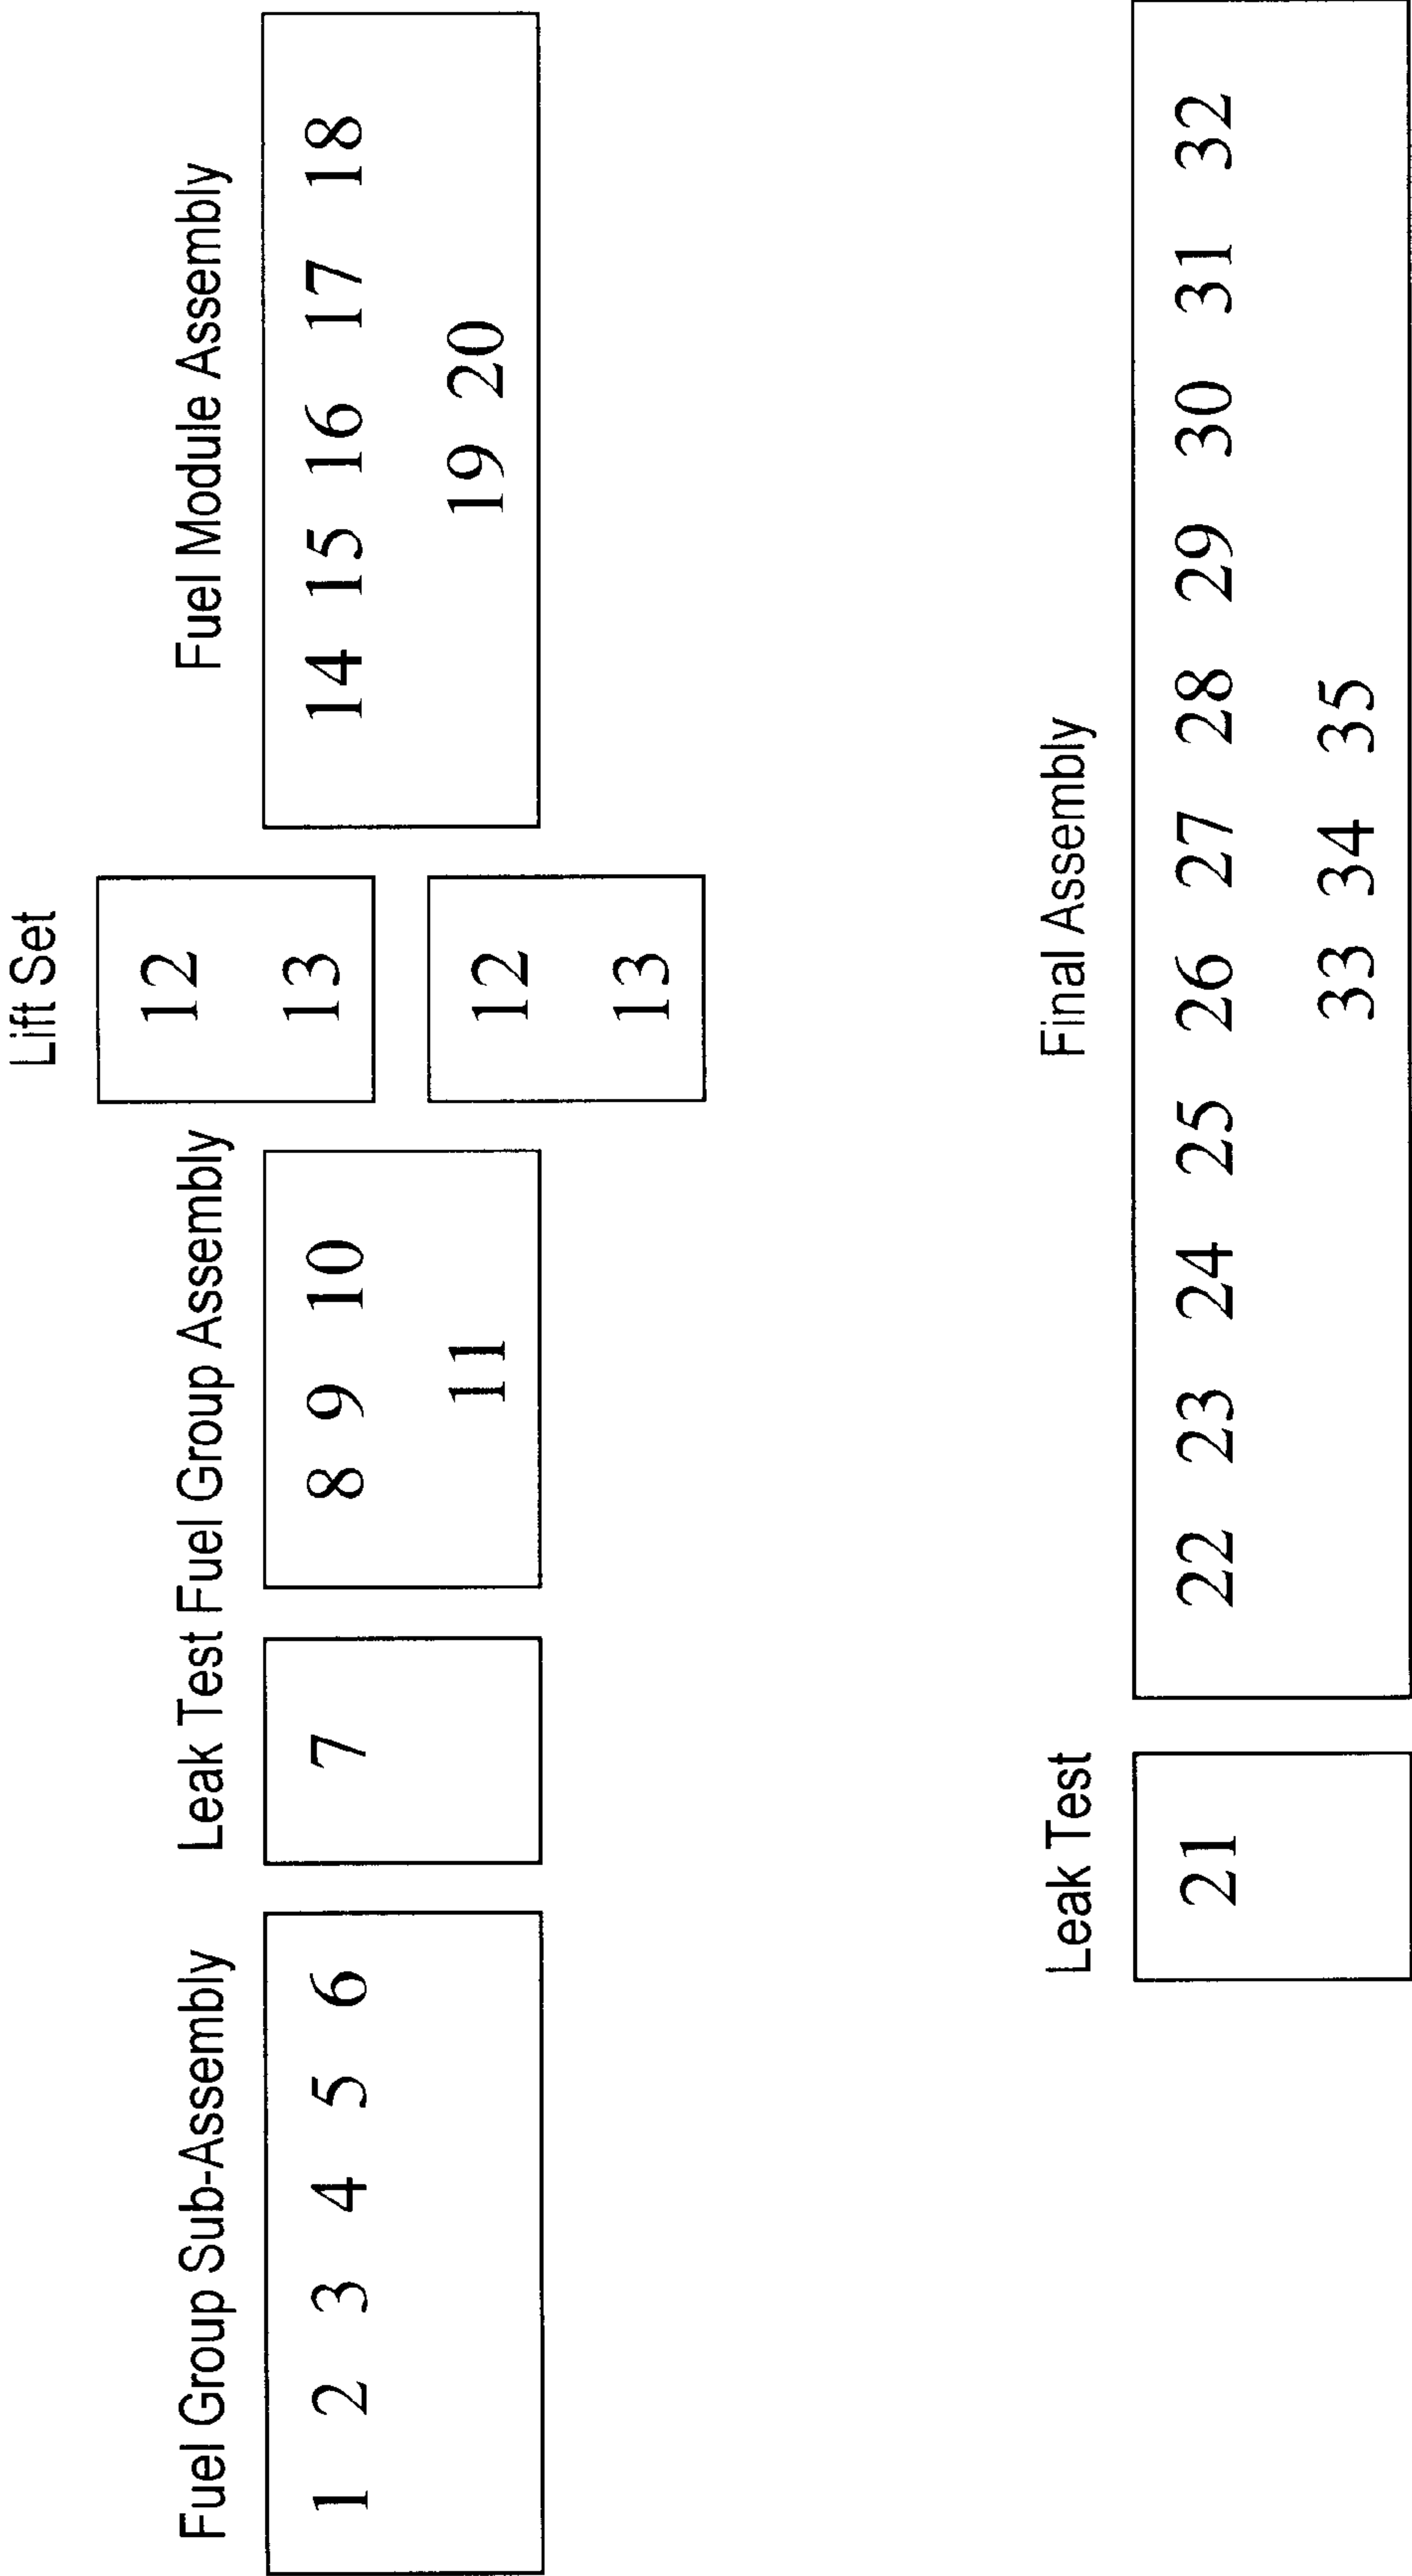 Fuel Group Sub-Assembly
1 2 3 4 5 6
Leak Test
7
Fuel Group Assembly
8 9 10
11
Lift Set
12
13
12
13
Fuel Module Assembly
14 15 16 17 18
19 20
Leak Test
21
Final Assembly
22 23 24 25 26 27 28 29 30 31 32
33 34 35